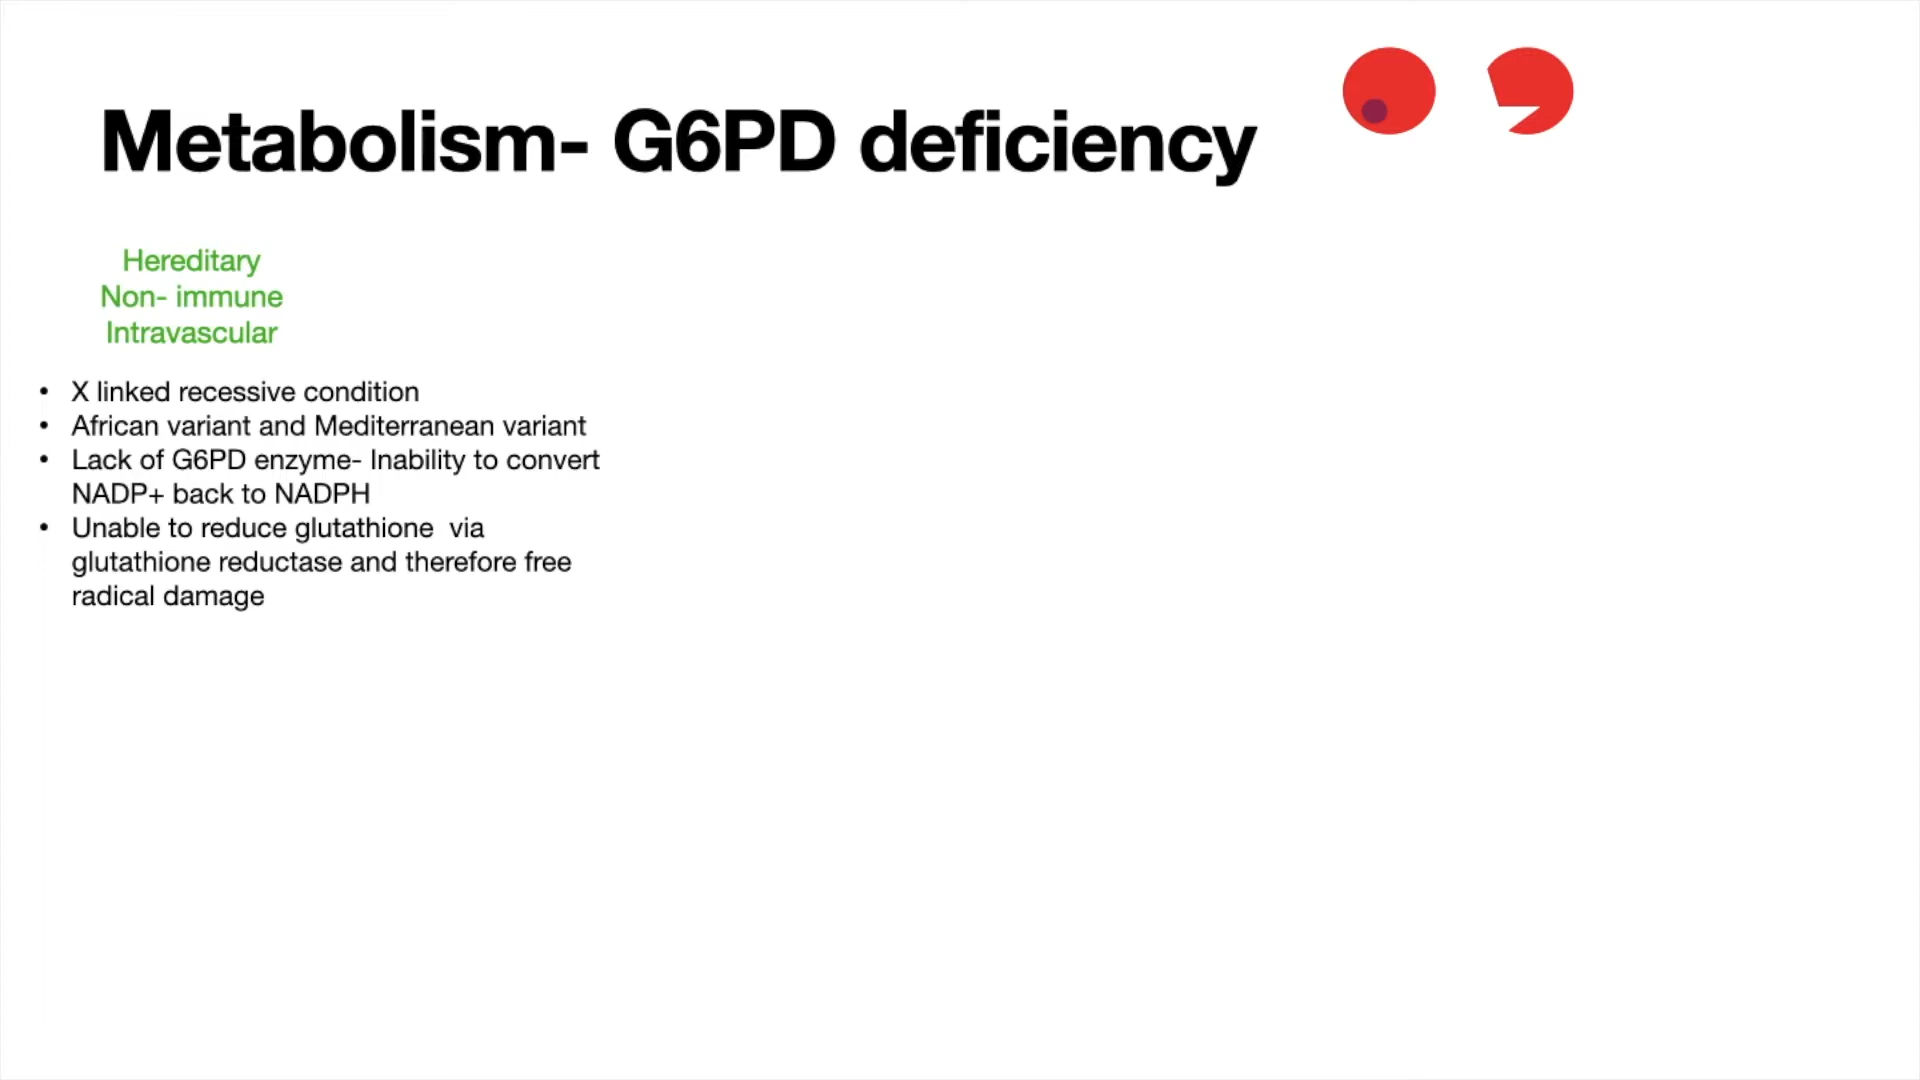 Metabolism- G6PD deficiency
Hereditary
Non- immune
Intravascular
• X linked recessive condition
• African variant and Mediterranean variant
• Lack of G6PD enzyme- Inability to convert
NADP+ back to NADPH
• Unable to reduce glutathione  via
glutathione reductase and therefore free
radical damage